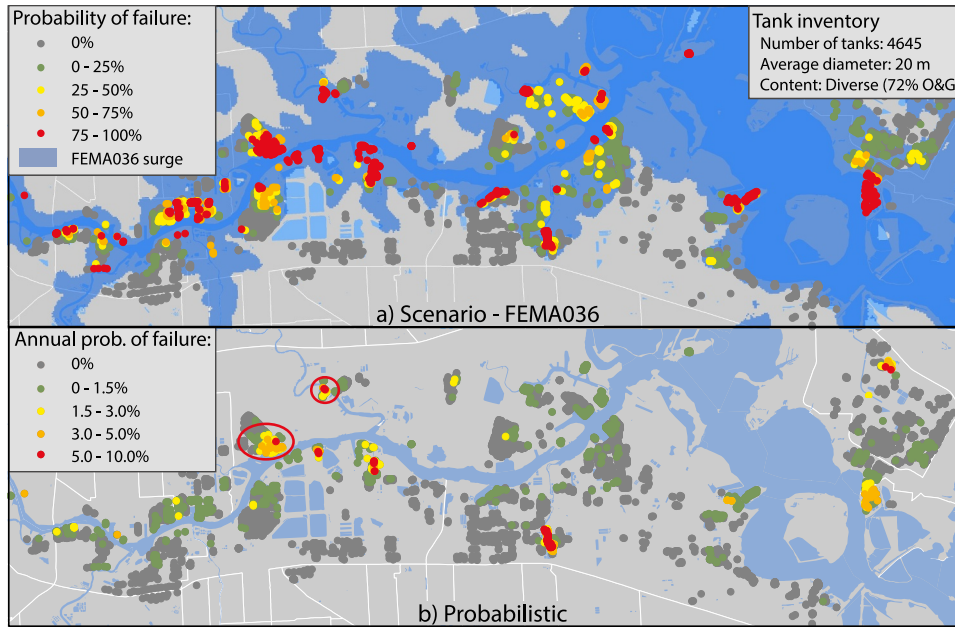 Probability of failure:
0%
0 - 25%
25 - 50%
50 - 75%
75 - 100%
FEMA036 surge
Tank inventory
Number of tanks: 4645
Average diameter: 20 m
Content: Diverse (72% O&G
a) Scenario - FEMA036
Annual prob. of failure:
0%
0 - 1.5%
1.5 - 3.0%
3.0 - 5.0%
5.0 - 10.0%
b) Probabilistic